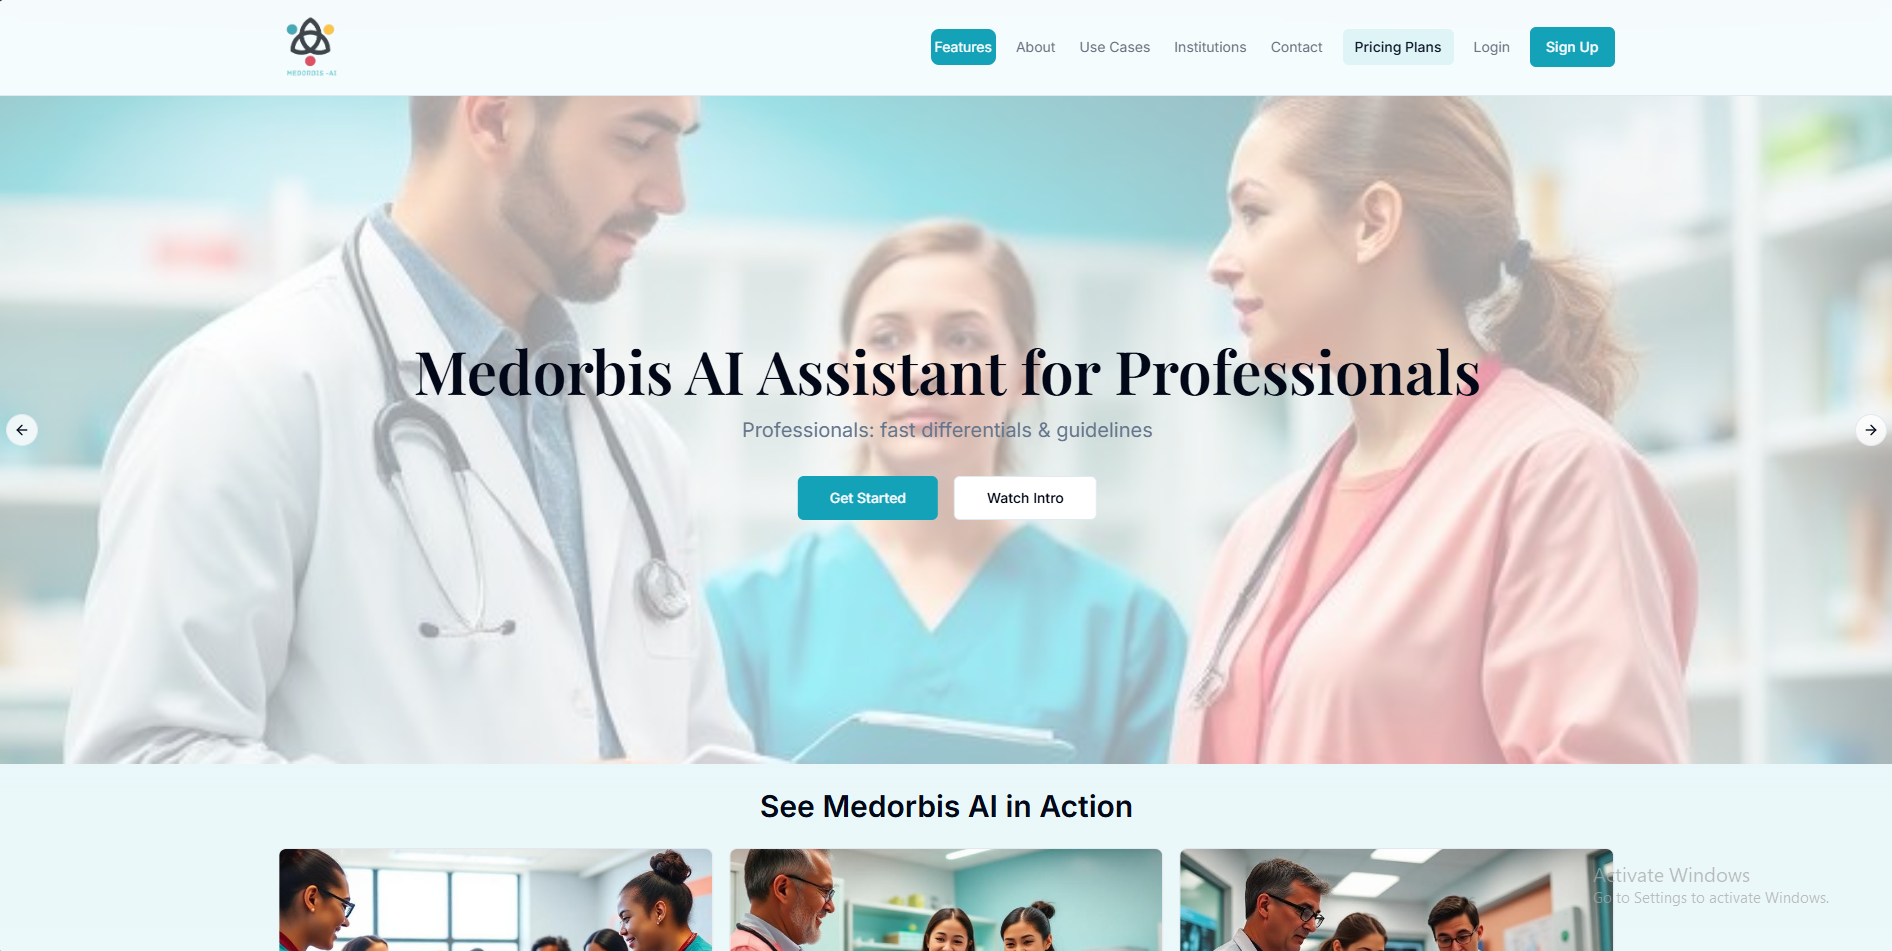 MEDORBIS -AI
Features
About
Use Cases
Institutions
Contact
Pricing Plans
Login
Sign Up
Medorbis AI Assistant for Professionals
Professionals: fast differentials & guidelines
Get Started
Watch Intro
See Medorbis AI in Action
Activate Windows
Go to Settings to activate Windows.